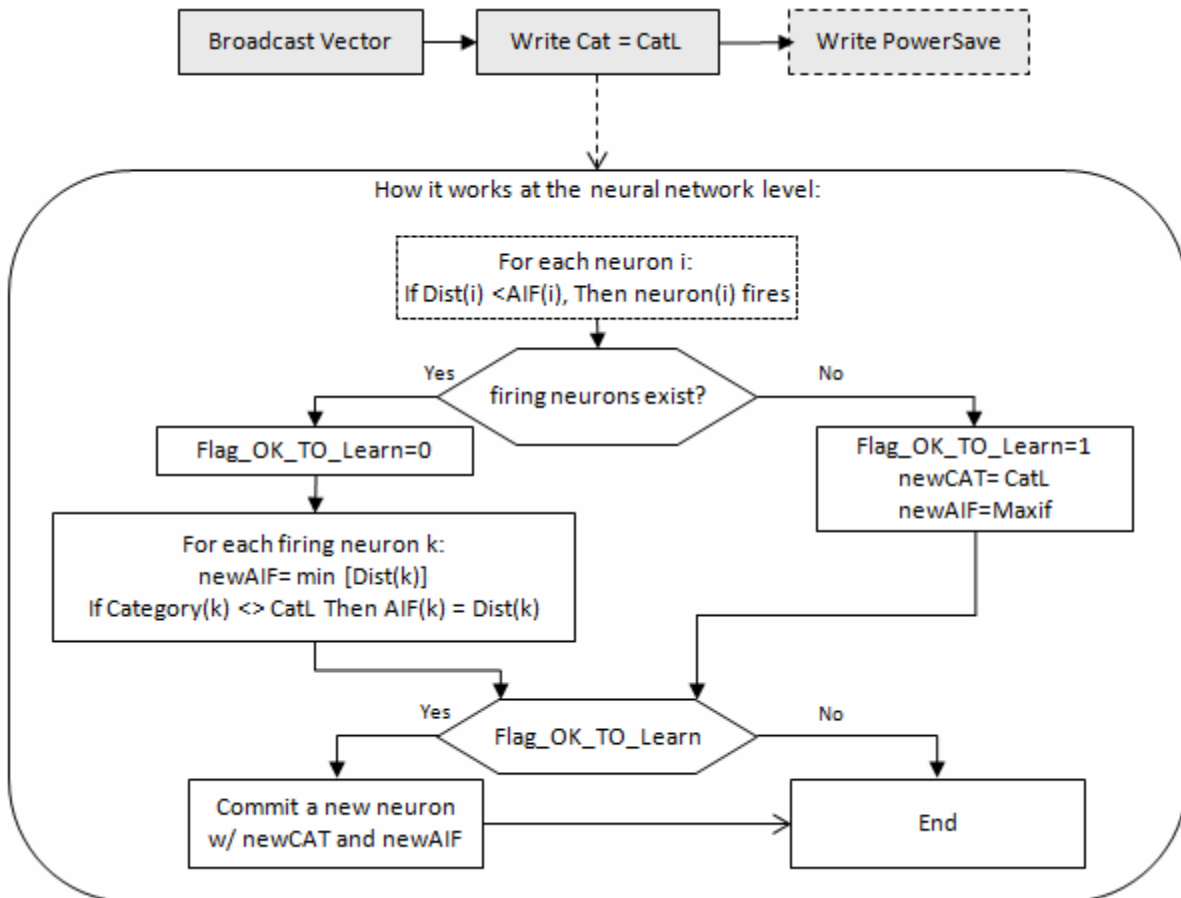 Broadcast Vector
Write Cat = CatL
Write PowerSave
How it works at the neural network level:
For each neuron i:
If Dist(i) <AIF(i), Then neuron(i) fires
Yes
firing neurons exist?
No
Flag_OK_TO_Learn=0
Flag_OK_TO_Learn=1
newCAT= CatL
newAIF=Maxif
For each firing neuron k:
newAIF= min [Dist(k)]
If Category(k) <> CatL Then AIF(k) = Dist(k)
Yes
Flag_OK_TO_Learn
No
Commit a new neuron
w/ newCAT and newAIF
End